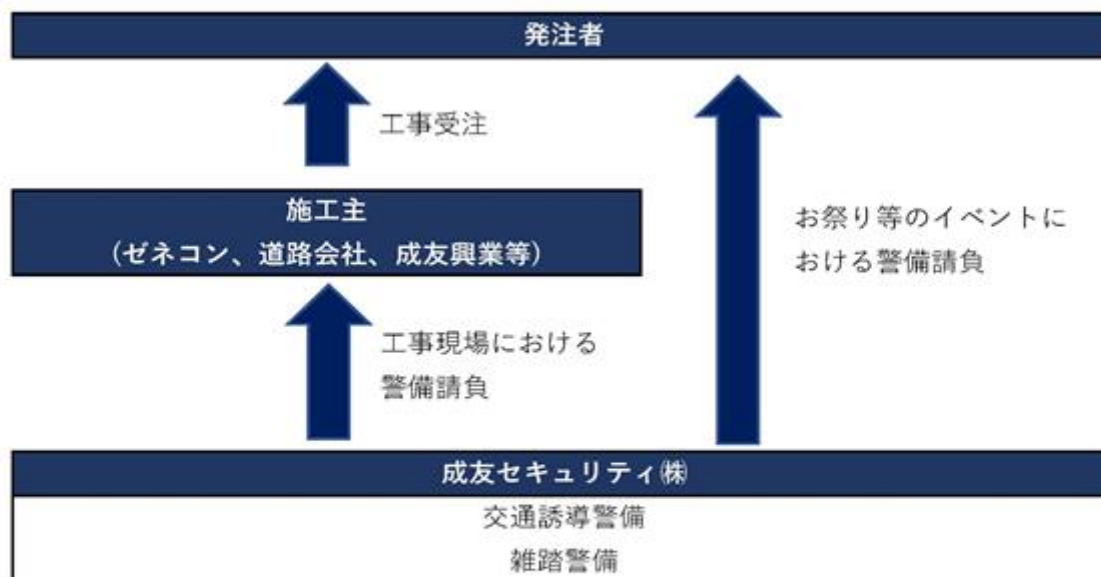 発注者
工事受注
施工主
（ゼネコン、道路会社、成友興業等）
お祭り等のイベントに
おける警備請負
工事現場における
警備請負
成友セキュリティ㈱
交通誘導警備
雑踏警備